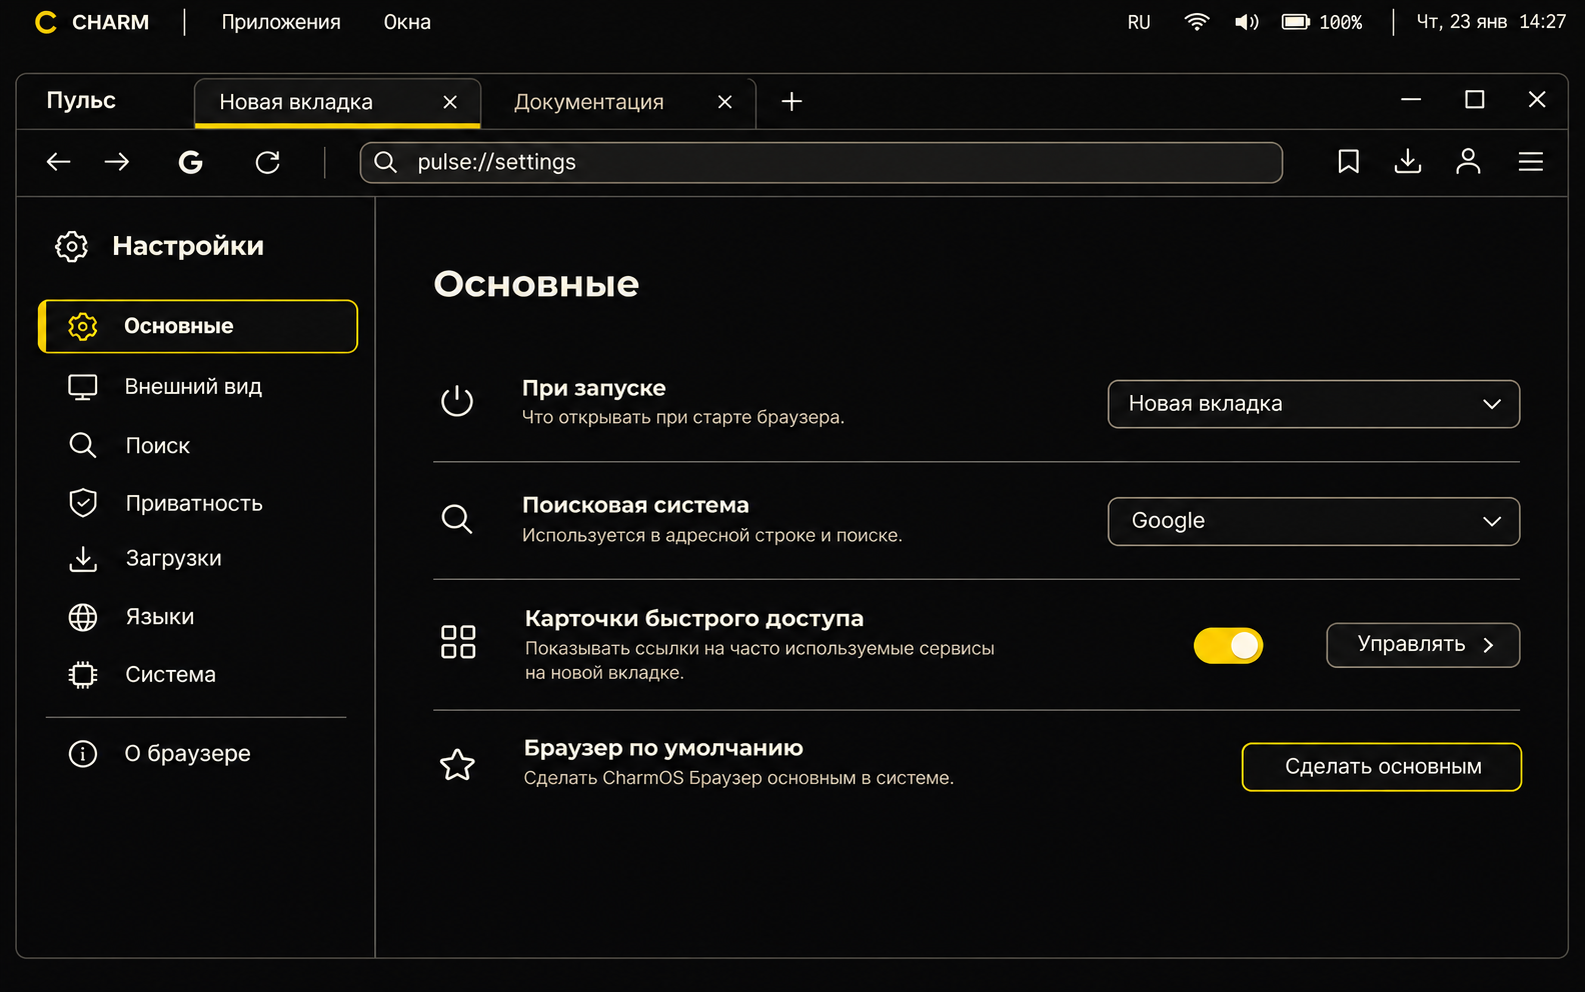 CHARM
Приложения
Окна
RU
100%
Чт, 23 янв 14:27
Пульс
Новая вкладка
Документация
G
pulse://settings
Настройки
Основные
Внешний вид
Поиск
Приватность
Загрузки
Языки
Система
О браузере
Основные
При запуске
Что открывать при старте браузера.
Новая вкладка
Поисковая система
Используется в адресной строке и поиске.
Google
Карточки быстрого доступа
Показывать ссылки на часто используемые сервисы
на новой вкладке.
Управлять
Браузер по умолчанию
Сделать CharmOS Браузер основным в системе.
Сделать основным